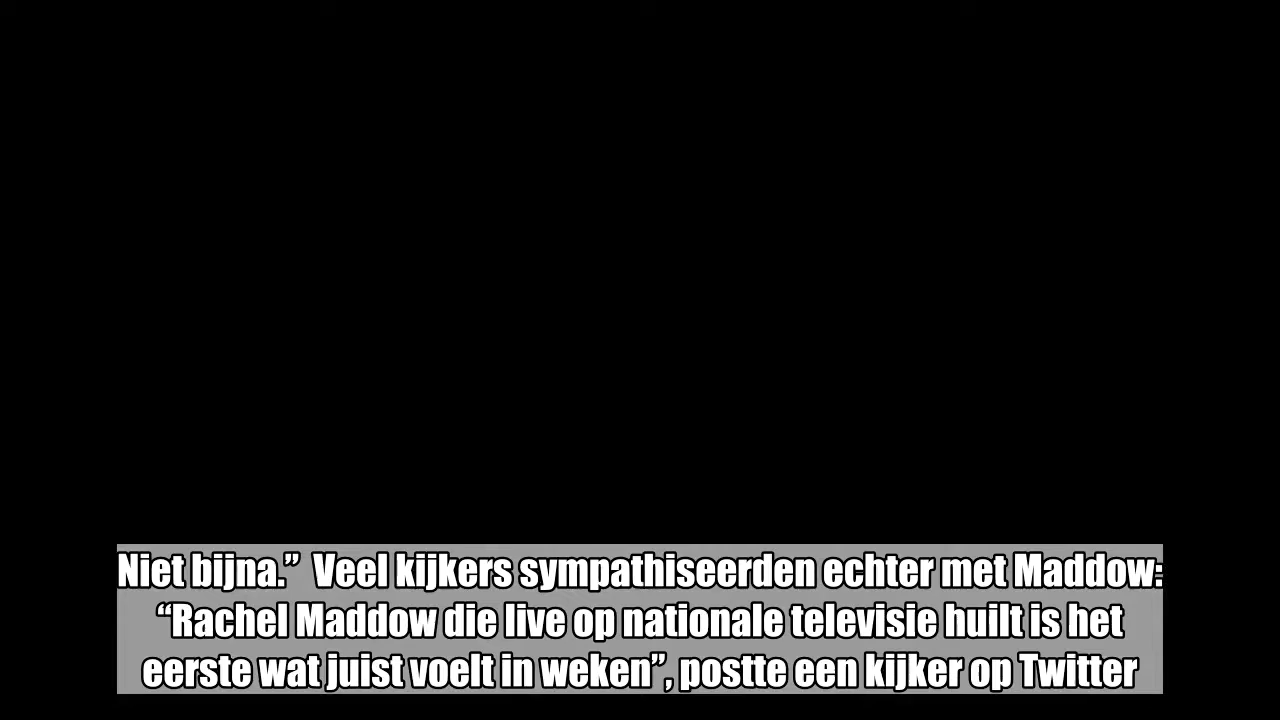 Niet bijna.”  Veel kijkers sympathiseerden echter met Maddow:
“Rachel Maddow die live op nationale televisie huilt is het
eerste wat juist voelt in weken”, postte een kijker op Twitter